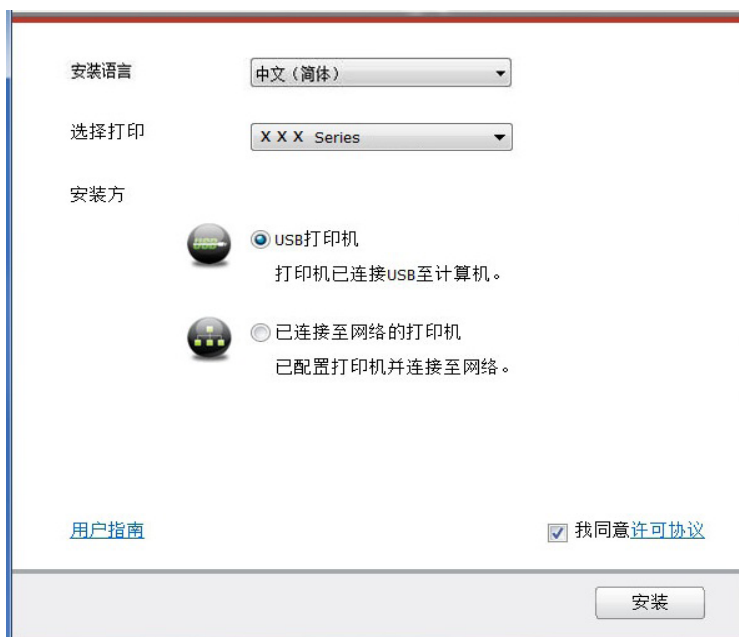 安装语言
中文（简体）
选择打印
X X X Series
安装方
USB
USB打印机
打印机已连接USB至计算机。
已连接至网络的打印机
已配置打印机并连接至网络。
用户指南
我同意许可协议
安装